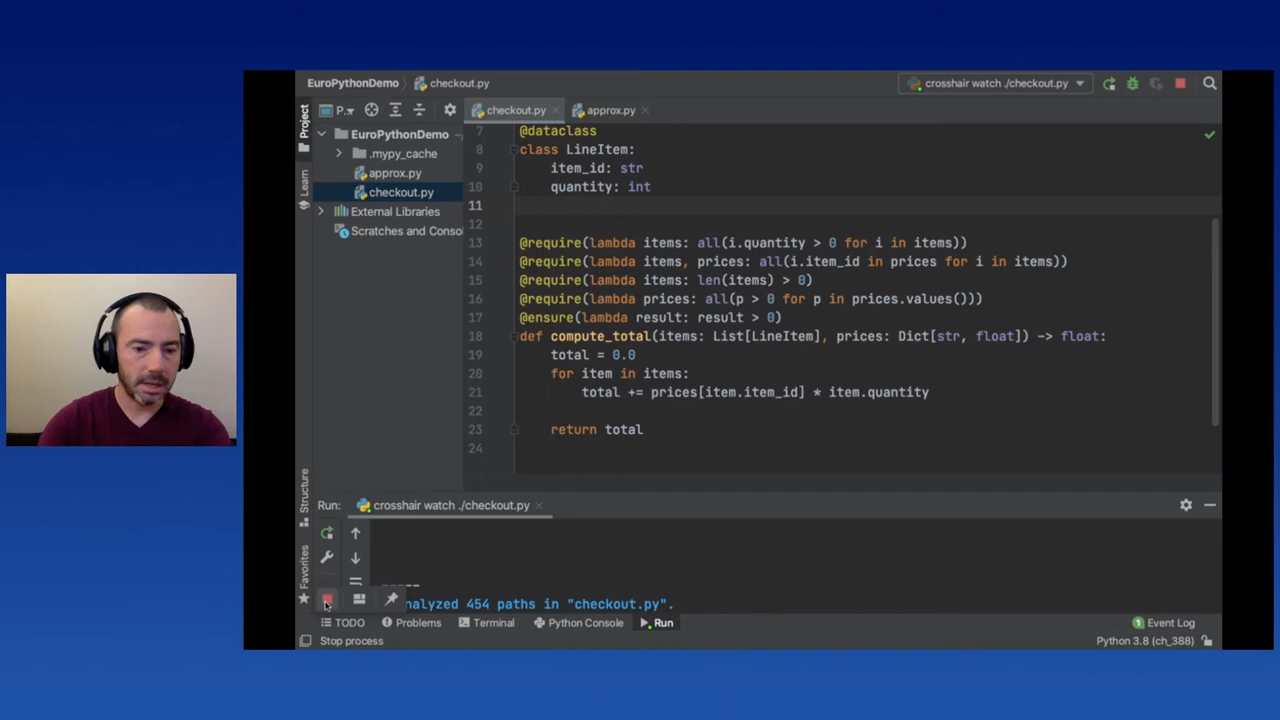 EuroPythonDemo checkout.py
crosshair watch ./checkout.py
Project
P.▾
checkout.py
approx.py
EuroPythonDemo
.mypy_cache
approx.py
checkout.py
External Libraries
Scratches and Conso
Learn
Structure
Favorites
7 @dataclass
8 class LineItem:
9 item_id: str
10 quantity: int
11
12
13 @require(lambda items: all(i.quantity > 0 for i in items))
14 @require(lambda items, prices: all(i.item_id in prices for i in items))
15 @require(lambda items: len(items) > 0)
16 @require(lambda prices: all(p > 0 for p in prices.values()))
17 @ensure(lambda result: result > 0)
18 def compute_total(items: List[LineItem], prices: Dict[str, float]) -> float:
19 total = 0.0
20 for item in items:
21 total += prices[item.item_id] * item.quantity
22
23 return total
24
Run: crosshair watch ./checkout.py
nalyzed 454 paths in "checkout.py".
TODO Problems Terminal Python Console Run 1 Event Log
Stop process Python 3.8 (ch_388)